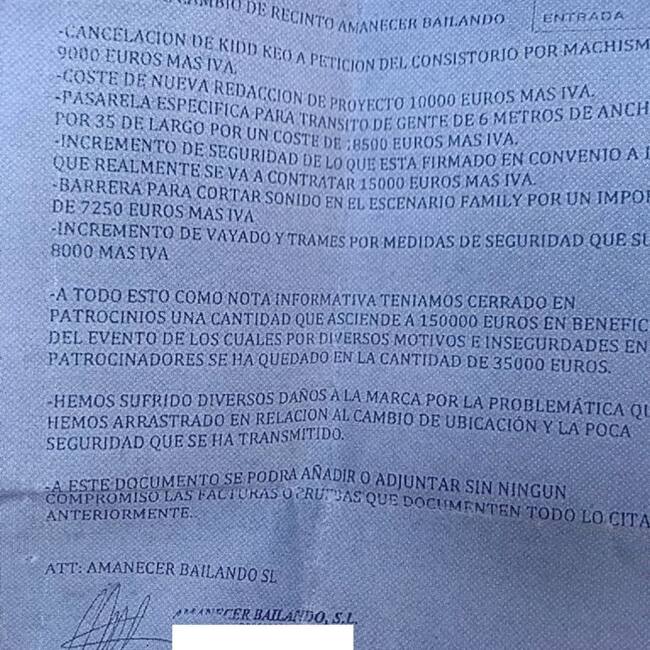 CAMBIO DE RECINTO AMANECER BAILANDO
ENTRADA
-CANCELACION DE KIDD KEO A PETICION DEL CONSISTORIO POR MACHISM
9000 EUROS MAS IVA.
-COSTE DE NUEVA REDACCION DE PROYECTO 10000 EUROS MAS IVA.
-PASARELA ESPECIFICA PARA TRANSITO DE GENTE DE 6 METROS DE ANCH
POR 35 DE LARGO POR UN COSTE DE 18500 EUROS MAS IVA.
-INCREMENTO DE SEGURIDAD DE LO QUE ESTA FIRMADO EN CONVENIO A L
QUE REALMENTE SE VA A CONTRATAR 15000 EUROS MAS IVA.
-BARRERA PARA CORTAR SONIDO EN EL ESCENARIO FAMILY POR UN IMPOR
DE 7250 EUROS MAS IVA
-INCREMENTO DE VAYADO Y TRAMES POR MEDIDAS DE SEGURIDAD QUE SU
8000 MAS IVA
-A TODO ESTO COMO NOTA INFORMATIVA TENIAMOS CERRADO EN
PATROCINIOS UNA CANTIDAD QUE ASCIENDE A 150000 EUROS EN BENEFIC
DEL EVENTO DE LOS CUALES POR DIVERSOS MOTIVOS E INSEGURDADES EN
PATROCINADORES SE HA QUEDADO EN LA CANTIDAD DE 35000 EUROS.
-HEMOS SUFRIDO DIVERSOS DAÑOS A LA MARCA POR LA PROBLEMÁTICA QU
HEMOS ARRASTRADO EN RELACION AL CAMBIO DE UBICACIÓN Y LA POCA
SEGURIDAD QUE SE HA TRANSMITIDO.
-A ESTE DOCUMENTO SE PODRA AÑADIR O ADJUNTAR SIN NINGUN
COMPROMISO LAS FACTURAS O PRUEBAS QUE DOCUMENTEN TODO LO CITA
ANTERIORMENTE.
ATT: AMANECER BAILANDO SL
AMANECER BAILANDO, S.L.